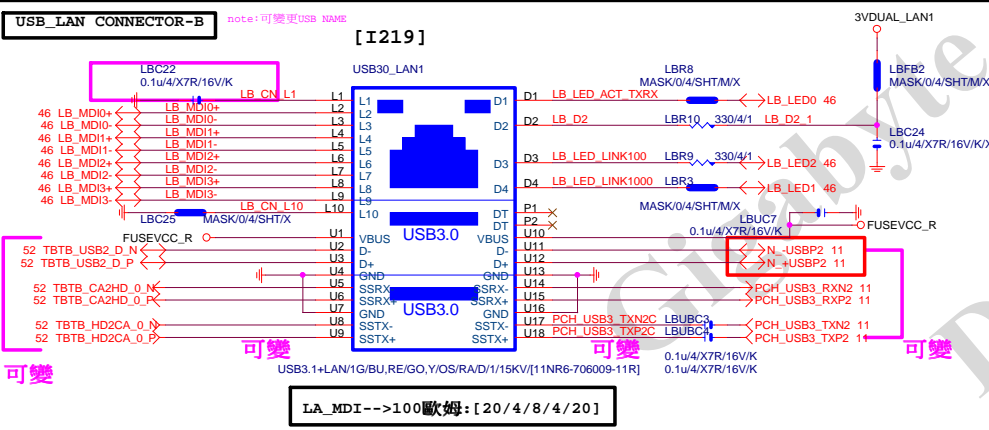 USB_LAN CONNECTOR-B
note:可變更USB NAME
[I219]
3VDUAL_LAN1
LBC22
0.1u/4/X7R/16V/K
USB30_LAN1
LBR8
MASK/0/4/SHT/M/X
LBFB2
MASK/0/4/SHT/M/X
LB_CN_L1 L1 L1
D1 D1 LB_LED_ACT_TXRX LB_LED0 46
46 LB_MDI0+ LB_MDI0+ L2 L2
46 LB_MDI0- LB_MDI0- L3 L3
D2 D2 LB_D2 LBR10 330/4/1 LB_D2_1
46 LB_MDI1+ LB_MDI1+ L4 L4
46 LB_MDI1- LB_MDI1- L5 L5
LBC24
0.1u/4/X7R/16V/K/X
46 LB_MDI2+ LB_MDI2+ L6 L6
D3 D3 LB_LED_LINK100 LBR9 330/4/1 LB_LED2 46
46 LB_MDI2- LB_MDI2- L7 L7
46 LB_MDI3+ LB_MDI3+ L8 L8
D4 D4 LB_LED_LINK1000 LBR3 LB_LED1 46
46 LB_MDI3- LB_MDI3- L9 L9
MASK/0/4/SHT/M/X
LB_CN_L10 L10 L10
LBC25 MASK/0/4/SHT/X
DT P1
DT P2
LBUC7
0.1u/4/X7R/16V/K
FUSEVCC_R
FUSEVCC_R U1 VBUS
USB3.0
VBUS U10
52 TBTB_USB2_D_N U2 D-
D- U11 N_-USBP2 11
52 TBTB_USB2_D_P U3 D+
D+ U12 N_+USBP2 11
U4 GND
GND U13
52 TBTB_CA2HD_0_N U5 SSRX-
SSRX- U14 PCH_USB3_RXN2 11
52 TBTB_CA2HD_0_P U6 SSRX+
SSRX+ U15 PCH_USB3_RXP2 11
U7 GND
USB3.0
GND U16
52 TBTB_HD2CA_0_N U8 SSTX-
SSTX- U17 PCH_USB3_TXN2C LBUBC3 PCH_USB3_TXN2 11
52 TBTB_HD2CA_0_P U9 SSTX+
SSTX+ U18 PCH_USB3_TXP2C LBUBC4 PCH_USB3_TXP2 1
可變
可變
可變
可變
0.1u/4/X7R/16V/K
0.1u/4/X7R/16V/K
USB3.1+LAN/1G/BU,RE/GO,Y/OS/RA/D/1/15KV/[11NR6-706009-11R]
LA_MDI-->100歐姆:[20/4/8/4/20]
Gigabyte